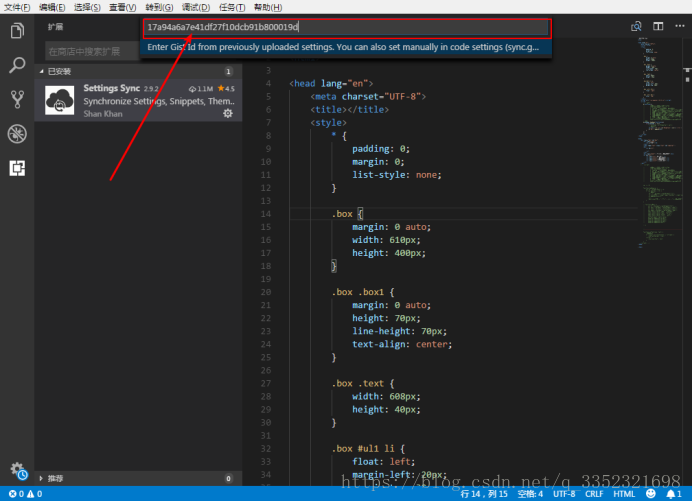 文件(F) 编辑(E) 选择(S) 查看(V) 转到(G) 调试(D) 任务(T) 帮助(H)
扩展
17a94a6a7e41df27f10dcb91b800019d
Enter Gist Id from previously uploaded settings. You can also set manually in code settings (sync.g...
在商店中搜索扩展
已安装 1
Settings Sync 2.9.2 1.1M ★4.5
Synchronize Settings, Snippets, Them...
Shan Khan
推荐 0
3
4 <head lang="en">
5 <meta charset="UTF-8">
6 <title></title>
7 <style>
8 * {
9 padding: 0;
10 margin: 0;
11 list-style: none;
12 }
13
14 .box {
15 margin: 0 auto;
16 width: 610px;
17 height: 400px;
18 }
19
20 .box .box1 {
21 margin: 0 auto;
22 height: 70px;
23 line-height: 70px;
24 text-align: center;
25 }
26
27 .box .text {
28 width: 608px;
29 height: 40px;
30 }
31
32 .box #ul1 li {
33 float: left;
34 margin-left: 20px;
https://blog.csdn.net/q_3352321698
0 0 行 14，列 15 空格: 4 UTF-8 CRLF HTML 1